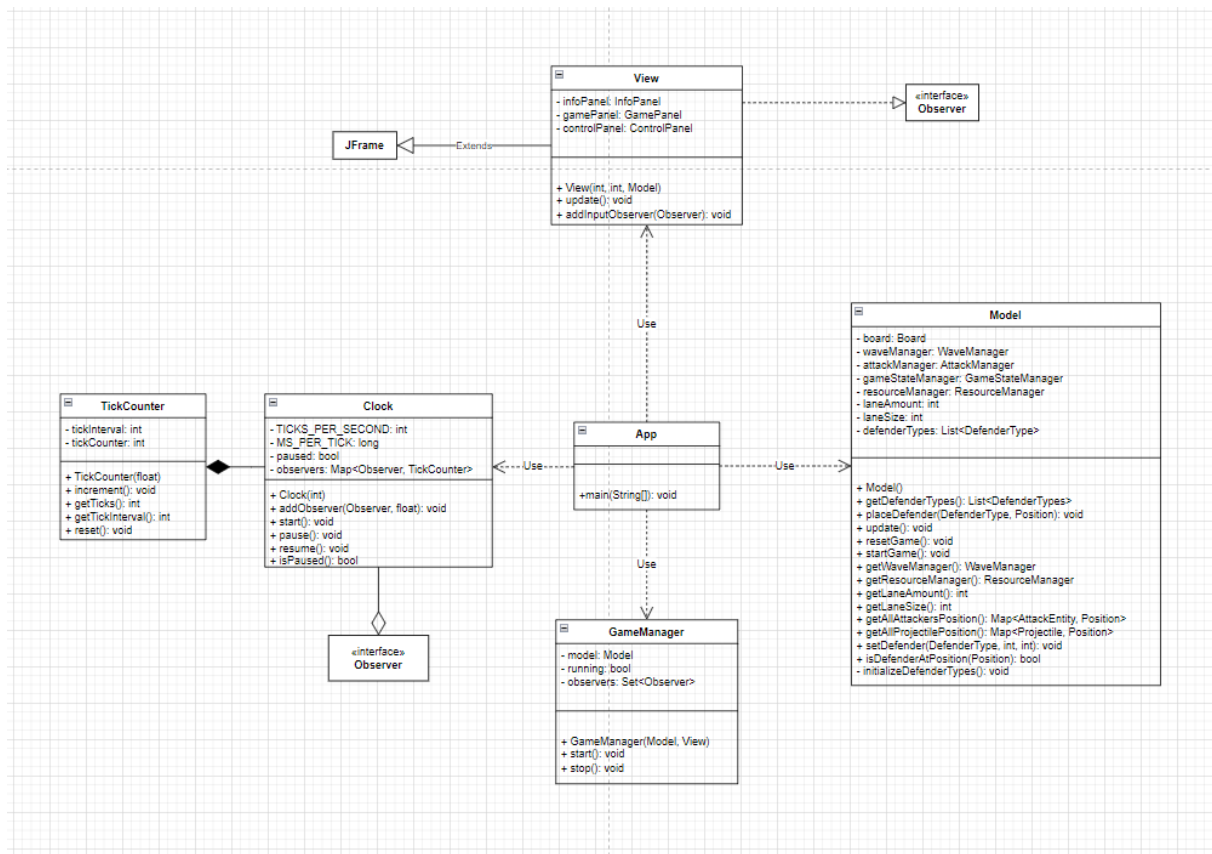 View
- infoPanel: InfoPanel
- gamePanel: GamePanel
- controlPanel: ControlPanel
+ View(int, int, Model)
+ update(): void
+ addInputObserver(Observer): void
«interface»
Observer
JFrame
Extends
Use
Model
- board: Board
- waveManager: WaveManager
- attackManager: AttackManager
- gameStateManager: GameStateManager
- resourceManager: ResourceManager
- laneAmount: int
- laneSize: int
- defenderTypes: List<DefenderType>
+ Model()
+ getDefenderTypes(): List<DefenderTypes>
+ placeDefender(DefenderType, Position): void
+ update(): void
+ resetGame(): void
+ startGame(): void
+ getWaveManager(): WaveManager
+ getResourceManager(): ResourceManager
+ getLaneAmount(): int
+ getLaneSize(): int
+ getAllAttackersPosition(): Map<AttackEntity, Position>
+ getAllProjectilePosition(): Map<Projectile, Position>
+ setDefender(DefenderType, int, int): void
+ isDefenderAtPosition(Position): bool
- initializeDefenderTypes(): void
TickCounter
- tickInterval: int
- tickCounter: int
+ TickCounter(float)
+ increment(): void
+ getTicks(): int
+ getTickInterval(): int
+ reset(): void
Clock
- TICKS_PER_SECOND: int
- MS_PER_TICK: long
- paused: bool
- observers: Map<Observer, TickCounter>
+ Clock(int)
+ addObserver(Observer, float): void
+ start(): void
+ pause(): void
+ resume(): void
+ isPaused(): bool
Use
App
+main(String[]): void
Use
Use
«interface»
Observer
GameManager
- model: Model
- running: bool
- observers: Set<Observer>
+ GameManager(Model, View)
+ start(): void
+ stop(): void